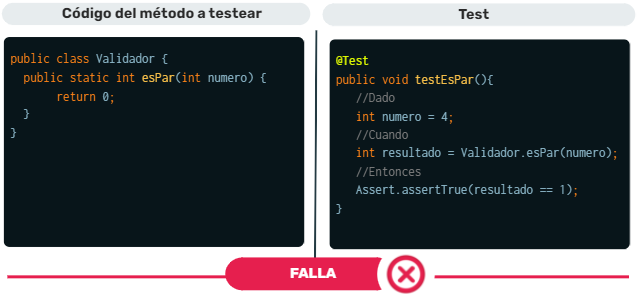 Código del método a testear
public class Validador {
public static int esPar(int numero) {
return 0;
}
}
Test
@Test
public void testEsPar(){
//Dado
int numero = 4;
//Cuando
int resultado = Validador.esPar(numero);
//Entonces
Assert.assertTrue(resultado == 1);
}
FALLA